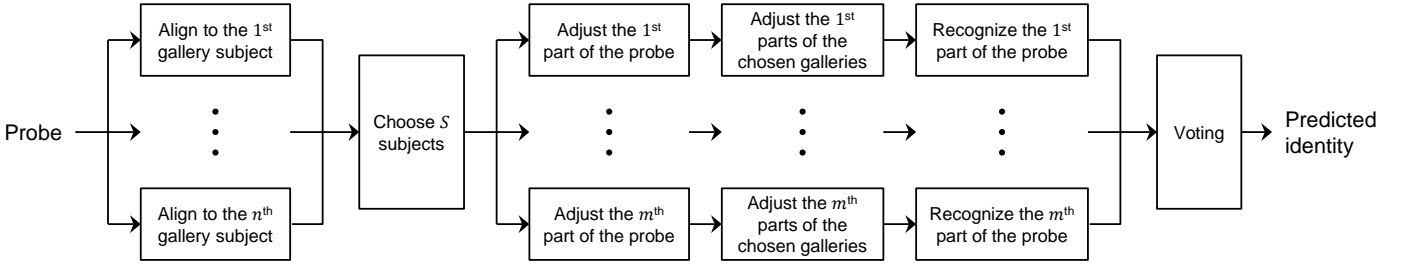 Probe
Align to the 1st
gallery subject
Align to the nth
gallery subject
Choose S
subjects
Adjust the 1st
part of the probe
Adjust the 1st
parts of the
chosen galleries
Recognize the 1st
part of the probe
Adjust the mth
part of the probe
Adjust the mth
parts of the
chosen galleries
Recognize the mth
part of the probe
Voting
Predicted
identity